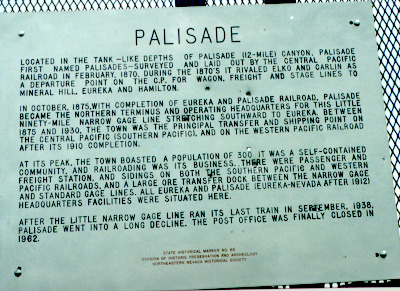 PALISADE
LOCATED IN THE TANK-LIKE DEPTHS OF PALISADE (12-MILE) CANYON, PALISADE
FIRST NAMED PALISADES-SURVEYED AND LAID OUT BY THE CENTRAL PACIFIC
RAILROAD IN FEBRUARY, 1870. DURING THE 1870'S IT RIVALED ELKO AND CARLIN AS
A DEPARTURE POINT ON THE C.P. FOR WAGON, FREIGHT AND STAGE LINES TO
MINERAL HILL, EUREKA AND HAMILTON.
IN OCTOBER, 1875, WITH COMPLETION OF EUREKA AND PALISADE RAILROAD, PALISADE
BECAME THE NORTHERN TERMINUS AND OPERATING HEADQUARTERS FOR THIS LITTLE
NINETY-MILE NARROW GAGE LINE STRETCHING SOUTHWARD TO EUREKA. BETWEEN
1875 AND 1930, THE TOWN WAS THE PRINCIPAL TRANSFER AND SHIPPING POINT ON
THE CENTRAL PACIFIC (SOUTHERN PACIFIC), AND ON THE WESTERN PACIFIC RAILROAD
AFTER ITS 1910 COMPLETION.
AT ITS PEAK, THE TOWN BOASTED A POPULATION OF 300. IT WAS A SELF-CONTAINED
COMMUNITY, AND RAILROADING WAS ITS BUSINESS. THERE WERE PASSENGER AND
FREIGHT STATION, AND SIDINGS ON BOTH THE SOUTHERN PACIFIC AND WESTERN
PACIFIC RAILROADS, AND A LARGE ORE TRANSFER DOCK BETWEEN THE NARROW GAGE
AND STANDARD GAGE LINES. ALL EUREKA AND PALISADE (EUREKA-NEVADA AFTER 1912)
HEADQUARTERS FACILITIES WERE SITUATED HERE.
AFTER THE LITTLE NARROW GAGE LINE RAN ITS LAST TRAIN IN SEPTEMBER, 1938,
PALISADE WENT INTO A LONG DECLINE. THE POST OFFICE WAS FINALLY CLOSED IN
1962.
STATE HISTORICAL MARKER NO. 65
DIVISION OF HISTORIC PRESERVATION AND ARCHEOLOGY
NORTHEASTERN NEVADA HISTORICAL SOCIETY